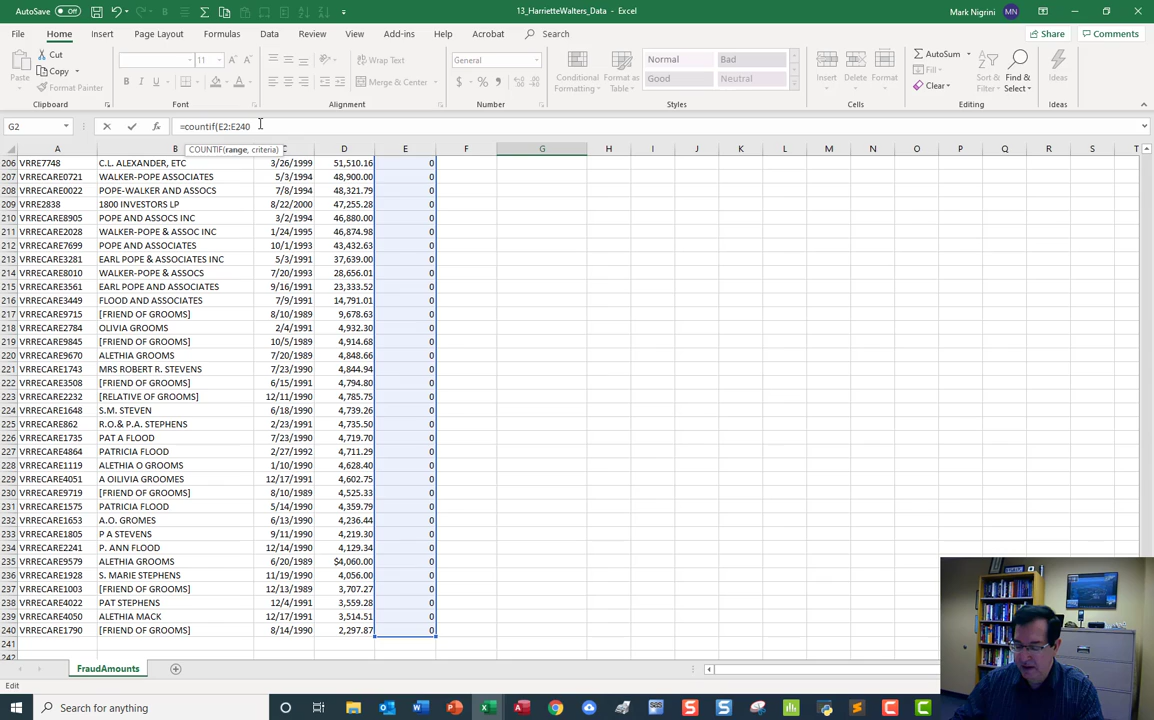 AutoSave Off 13_HarrietteWalters_Data - Excel Mark Nigrini MN
File Home Insert Page Layout Formulas Data Review View Add-ins Help Acrobat Search Share Comments
Paste Cut Copy Format Painter
11 A A
B I U
Wrap Text
Merge & Center
General
$ % ,
Conditional Formatting Format as Table
Normal Bad
Good Neutral
Insert Delete Format
AutoSum Fill Clear
Sort & Filter Find & Select
Ideas
Clipboard Font Alignment Number Styles Cells Editing Ideas
G2 fx =countif(E2:E240
COUNTIF(range, criteria)
A B C D E F G H I J K L M N O P Q R S T
206 VRRE7748 C.L. ALEXANDER, ETC 3/26/1999 51,510.16 0
207 VRRECARE0721 WALKER-POPE ASSOCIATES 5/3/1994 48,900.00 0
208 VRRECARE0022 POPE-WALKER AND ASSOCS 7/8/1994 48,321.79 0
209 VRRE2838 1800 INVESTORS LP 8/22/2000 47,255.28 0
210 VRRECARE8905 POPE AND ASSOCS INC 3/2/1994 46,880.00 0
211 VRRECARE2028 WALKER-POPE & ASSOC INC 1/24/1995 46,874.98 0
212 VRRECARE7699 POPE AND ASSOCIATES 10/1/1993 43,432.63 0
213 VRRECARE3281 EARL POPE & ASSOCIATES INC 5/3/1991 37,639.00 0
214 VRRECARE8010 WALKER-POPE & ASSOCS 7/20/1993 28,656.01 0
215 VRRECARE3561 EARL POPE AND ASSOCIATES 9/16/1991 23,333.52 0
216 VRRECARE3449 FLOOD AND ASSOCIATES 7/9/1991 14,791.01 0
217 VRRECARE9715 [FRIEND OF GROOMS] 8/10/1989 9,678.63 0
218 VRRECARE2784 OLIVIA GROOMS 2/4/1991 4,932.30 0
219 VRRECARE9845 [FRIEND OF GROOMS] 10/5/1989 4,914.68 0
220 VRRECARE9670 ALETHIA GROOMS 7/20/1989 4,848.66 0
221 VRRECARE1743 MRS ROBERT R. STEVENS 7/23/1990 4,844.94 0
222 VRRECARE3508 [FRIEND OF GROOMS] 6/15/1991 4,794.80 0
223 VRRECARE2232 [RELATIVE OF GROOMS] 12/11/1990 4,785.75 0
224 VRRECARE1648 S.M. STEVEN 6/18/1990 4,739.26 0
225 VRRECARE862 R.O.& P.A. STEPHENS 2/23/1991 4,735.50 0
226 VRRECARE1735 PAT A FLOOD 7/23/1990 4,719.70 0
227 VRRECARE4864 PATRICIA FLOOD 2/27/1992 4,711.29 0
228 VRRECARE1119 ALETHIA O GROOMS 1/10/1990 4,628.40 0
229 VRRECARE4051 A OILIVIA GROOMES 12/17/1991 4,602.75 0
230 VRRECARE9719 [FRIEND OF GROOMS] 8/10/1989 4,525.33 0
231 VRRECARE1575 PATRICIA FLOOD 5/14/1990 4,359.79 0
232 VRRECARE1653 A.O. GROMES 6/13/1990 4,236.44 0
233 VRRECARE1805 P A STEVENS 9/11/1990 4,219.30 0
234 VRRECARE2241 P. ANN FLOOD 12/14/1990 4,129.34 0
235 VRRECARE9579 ALETHIA GROOMS 6/20/1989 $4,060.00 0
236 VRRECARE1928 S. MARIE STEPHENS 11/19/1990 4,056.00 0
237 VRRECARE1003 [FRIEND OF GROOMS] 12/13/1989 3,707.27 0
238 VRRECARE4022 PAT STEPHENS 12/4/1991 3,559.28 0
239 VRRECARE4050 ALETHIA MACK 12/17/1991 3,514.51 0
240 VRRECARE1790 [FRIEND OF GROOMS] 8/14/1990 2,297.87 0
241
242
FraudAmounts
Edit
Search for anything